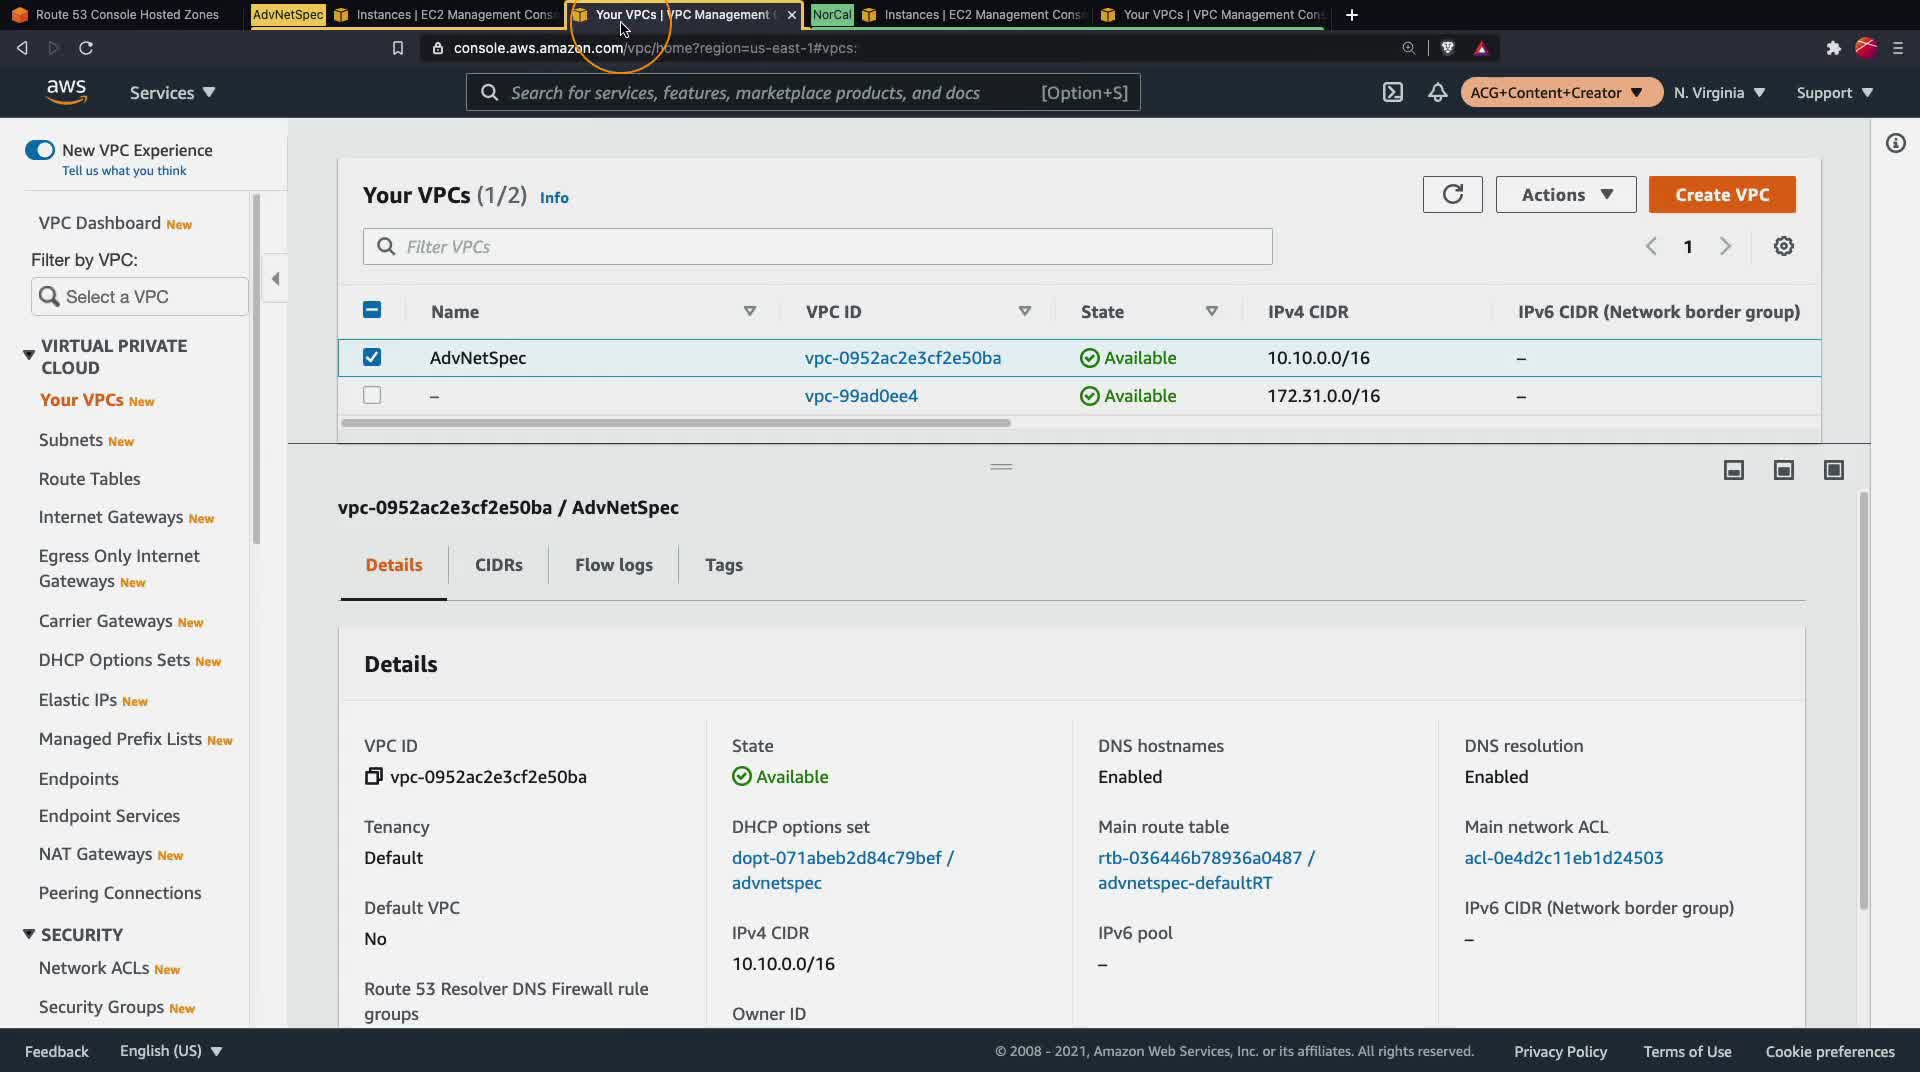 Route 53 Console Hosted Zones
AdvNetSpec
Instances | EC2 Management Cons
Your VPCs | VPC Management C
NorCal
Instances | EC2 Management Cons
Your VPCs | VPC Management Cons
console.aws.amazon.com/vpc/home?region=us-east-1#vpcs:
aws
Services
Search for services, features, marketplace products, and docs
[Option+S]
ACG+Content+Creator
N. Virginia
Support
New VPC Experience
Tell us what you think
VPC Dashboard New
Filter by VPC:
Select a VPC
VIRTUAL PRIVATE
CLOUD
Your VPCs New
Subnets New
Route Tables
Internet Gateways New
Egress Only Internet
Gateways New
Carrier Gateways New
DHCP Options Sets New
Elastic IPs New
Managed Prefix Lists New
Endpoints
Endpoint Services
NAT Gateways New
Peering Connections
SECURITY
Network ACLs New
Security Groups New
Your VPCs (1/2) Info
Actions
Create VPC
Filter VPCs
1
Name
VPC ID
State
IPv4 CIDR
IPv6 CIDR (Network border group)
AdvNetSpec
vpc-0952ac2e3cf2e50ba
Available
10.10.0.0/16
–
–
vpc-99ad0ee4
Available
172.31.0.0/16
–
vpc-0952ac2e3cf2e50ba / AdvNetSpec
Details
CIDRs
Flow logs
Tags
Details
VPC ID
vpc-0952ac2e3cf2e50ba
State
Available
DNS hostnames
Enabled
DNS resolution
Enabled
Tenancy
Default
DHCP options set
dopt-071abeb2d84c79bef /
advnetspec
Main route table
rtb-036446b78936a0487 /
advnetspec-defaultRT
Main network ACL
acl-0e4d2c11eb1d24503
Default VPC
No
IPv4 CIDR
10.10.0.0/16
IPv6 pool
–
IPv6 CIDR (Network border group)
–
Route 53 Resolver DNS Firewall rule
groups
Owner ID
Feedback
English (US)
© 2008 - 2021, Amazon Web Services, Inc. or its affiliates. All rights reserved.
Privacy Policy
Terms of Use
Cookie preferences